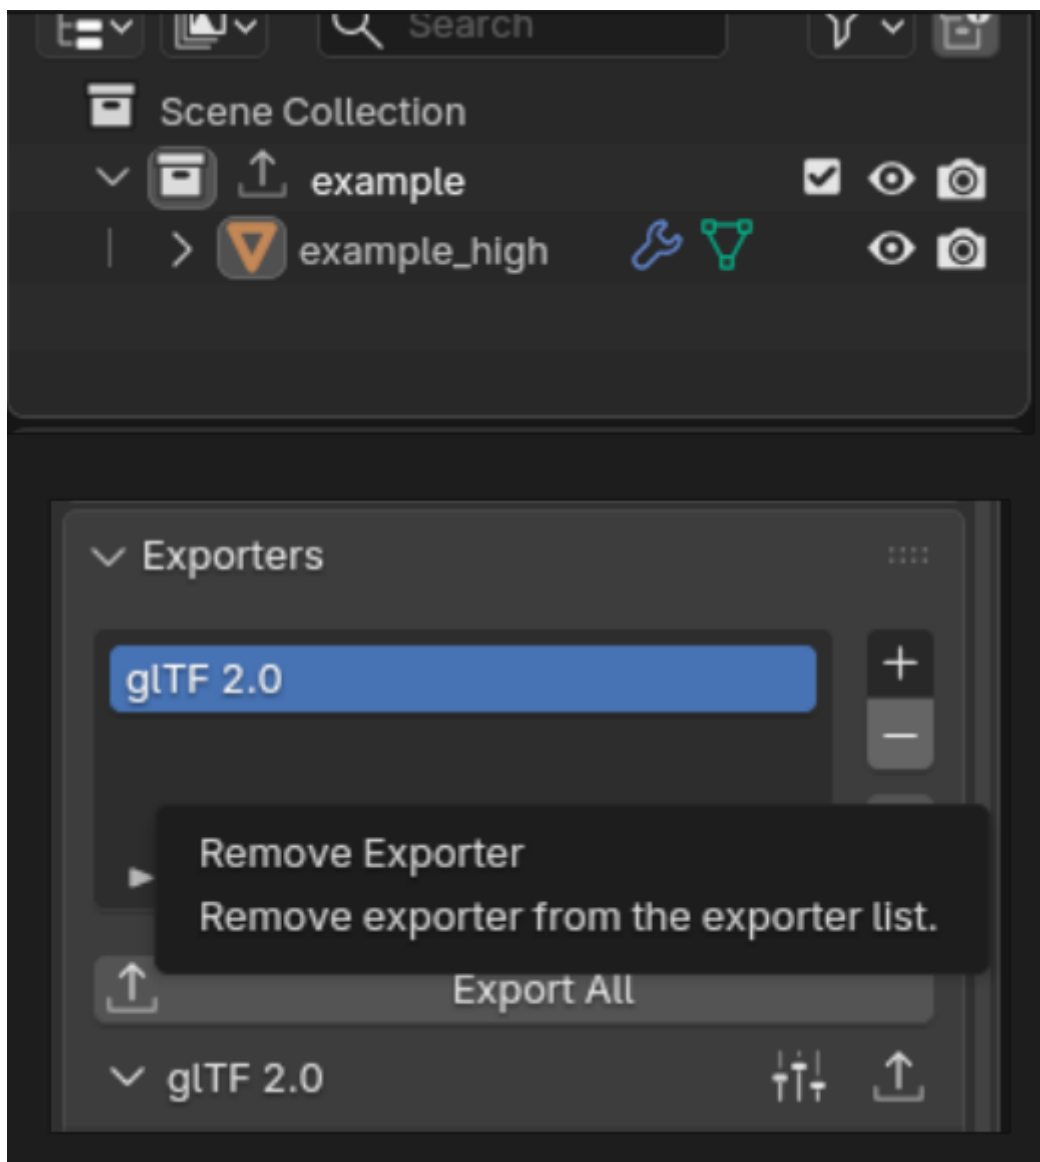 Search
Scene Collection
example
example_high
Exporters
glTF 2.0
Remove Exporter
Remove exporter from the exporter list.
Export All
glTF 2.0